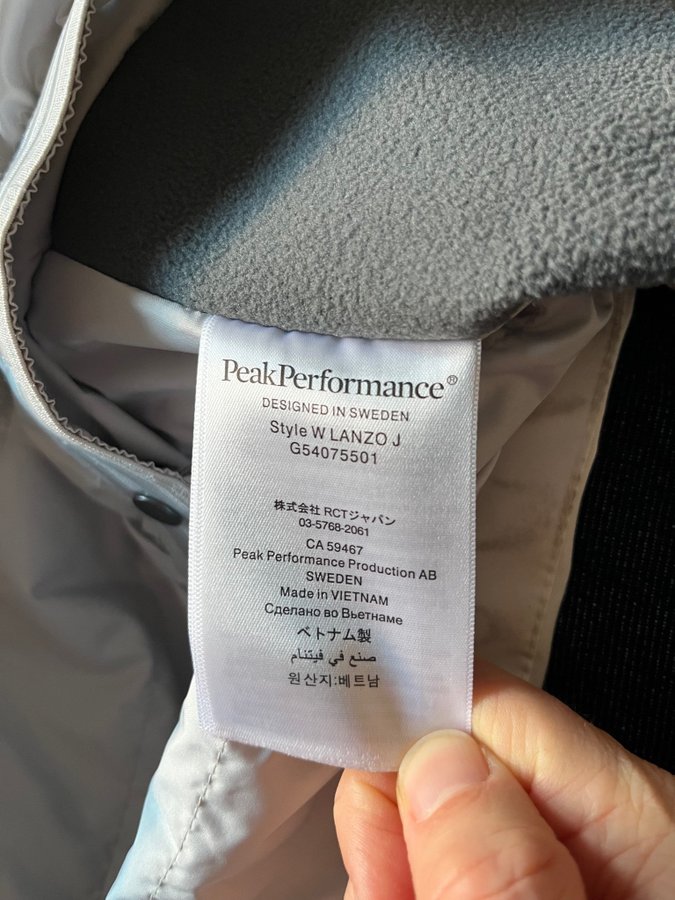 PeakPerformance®
DESIGNED IN SWEDEN
Style W LANZO J
G54075501
株式会社 RCTジャパン
03-5768-2061
CA 59467
Peak Performance Production AB
SWEDEN
Made in VIETNAM
Сделано во Вьетнаме
ベトナム製
صنع في فيتنام
원산지:베트남